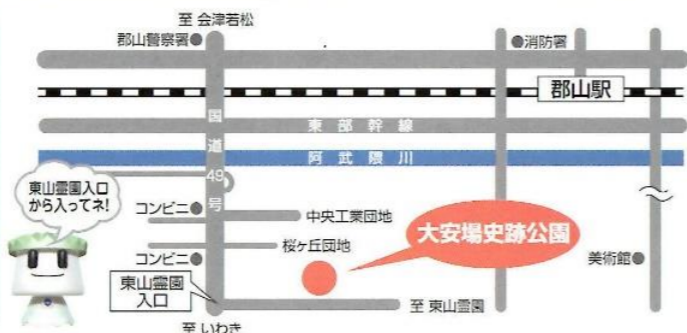 至 会津若松
郡山警察署
消防署
郡山駅
国道49号
東部幹線
阿武隈川
東山霊園入口
から入ってネ!
コンビニ
中央工業団地
大安場史跡公園
桜ヶ丘団地
コンビニ
美術館
東山霊園
入口
至 東山霊園
至 いわき